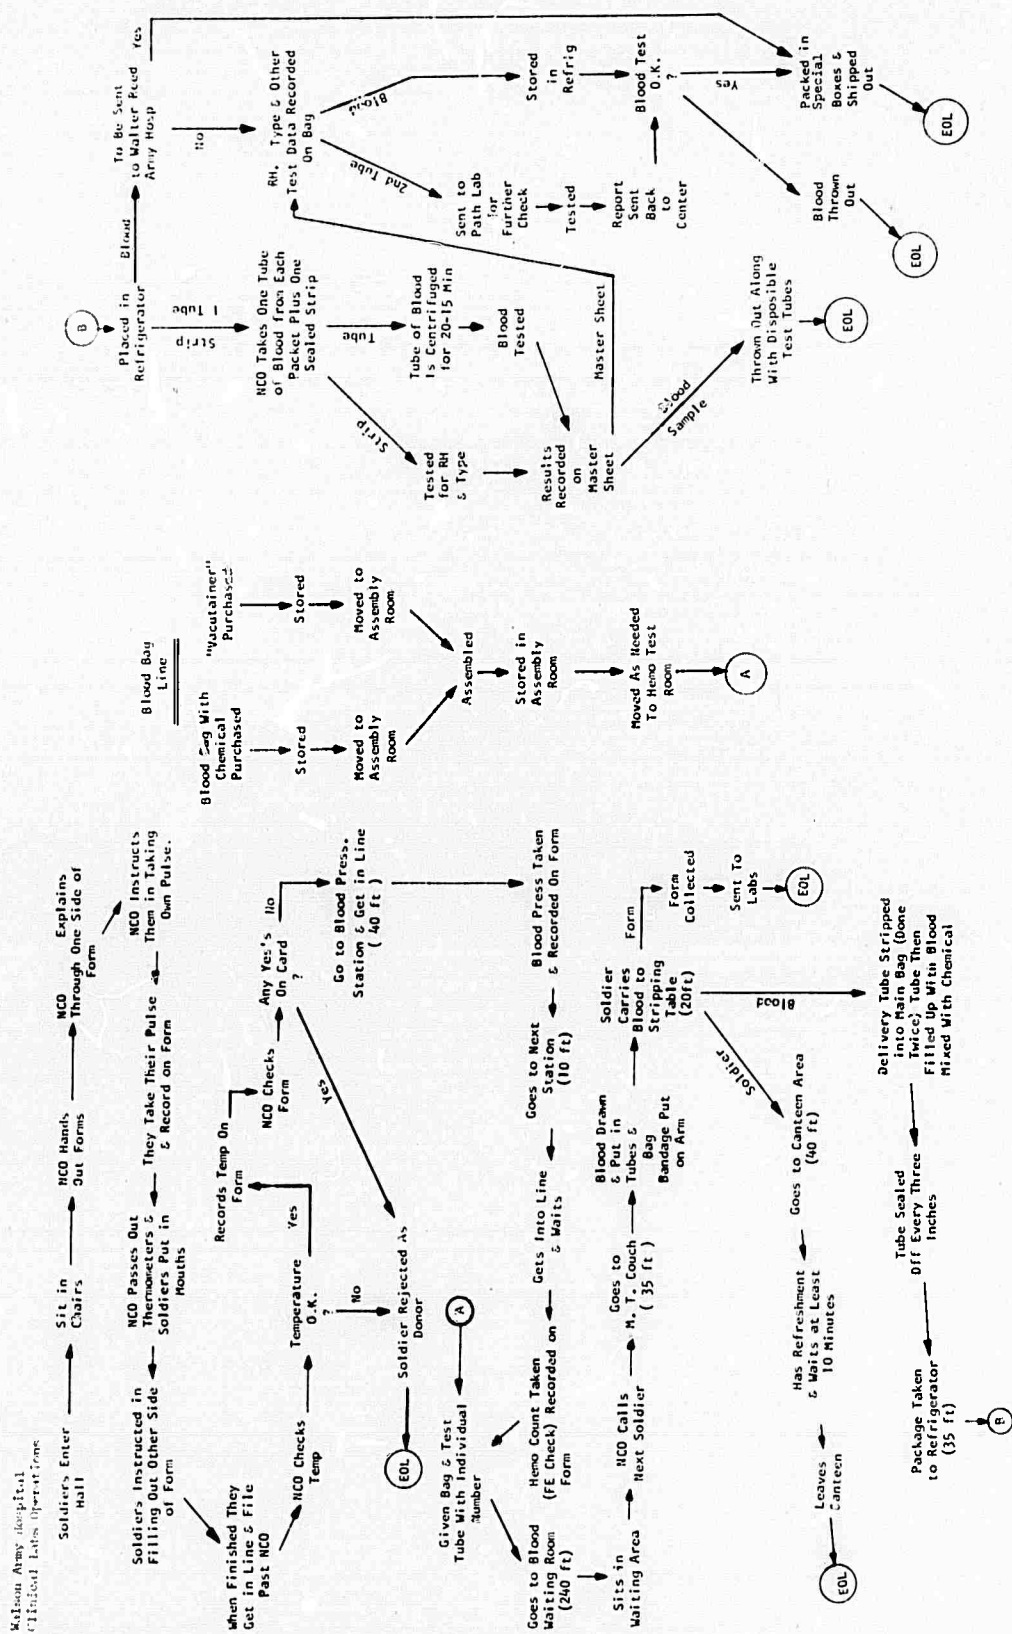 Walson Army Hospital
Clinical Labs Operations
Soldiers Enter
Hall
Sit in
Chairs
NCO Hands
Out Forms
NCO Explains
Through One Side of
Form
NCO Instructs
Them in Taking
Own Pulse.
They Take Their Pulse
& Record on Form
NCO Passes Out
Thermometers &
Soldiers Put in
Mouths
Soldiers Instructed in
Filling Out Other Side
of Form
When Finished They
Get in Line & File
Past NCO
NCO Checks
Temp
Temperature
O.K.
?
Yes
No
Records Temp On
Form
NCO Checks
Form
Any Yes's
On Card
?
No
Yes
Soldier Rejected As
Donor
EOL
Go to Blood Press.
Station & Get in Line
( 40 ft )
Blood Press Taken
& Recorded On Form
Goes to Next
Station
(10 ft)
Gets Into Line
& Waits
Hemo Count Taken
(FE Check) Recorded on
Form
A
Given Bag & Test
Tube With Individual
Number
Goes to Blood
Waiting Room
(240 ft)
Sits in
Waiting Area
NCO Calls
Next Soldier
Goes to
M. T. Couch
( 35 ft )
Blood Drawn
& Put in
Tubes &
Bag
Bandage Put
on Arm
Soldier
Carries
Blood to
Stripping
Table
(20ft)
Form
Form
Collected
Sent To
Labs
EOL
Soldier
Blood
Goes to Canteen Area
(40 ft)
Has Refreshment
& Waits at Least
10 Minutes
Leaves
Canteen
EOL
Delivery Tube Stripped
into Main Bag (Done
Twice) Tube Then
Filled Up With Blood
Mixed With Chemical
Tube Sealed
Off Every Three
Inches
Package Taken
to Refrigerator
(35 ft)
B
Blood Bag
Line
Blood Bag With
Chemical
Purchased
Stored
Moved to
Assembly
Room
"Vacutainer"
Purchased
Stored
Moved to
Assembly
Room
Assembled
Stored in
Assembly
Room
Moved As Needed
To Hemo Test
Room
A
B
Placed in
Refrigerator
Blood
To Be Sent
to Walter Reed
Army Hosp
Yes
No
Strip
1 Tube
NCO Takes One Tube
of Blood from Each
Packet Plus One
Sealed Strip
Strip
Tube
Tested
for RH
& Type
Tube of Blood
Is Centrifuged
for 20-15 Min
Blood
Tested
Results
Recorded
on
Master
Sheet
Master Sheet
Blood
Sample
Thrown Out Along
With Disposible
Test Tubes
EOL
RH. Type & Other
Test Data Recorded
On Bag
Blood
2nd Tube
Sent to
Path Lab
for
Further
Check
Tested
Report
Sent
Back
to
Center
Stored
in
Refrig
Blood Test
O.K.
?
Yes
Blood
Thrown
Out
EOL
Packed in
Special
Boxes &
Shipped
Out
EOL